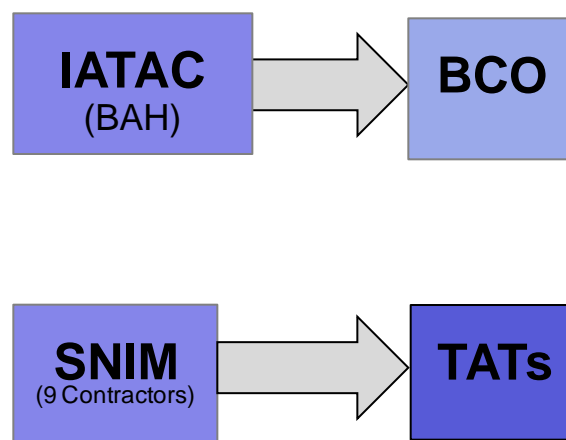 IATAC
(BAH)
BCO
SNIM
(9 Contractors)
TATs